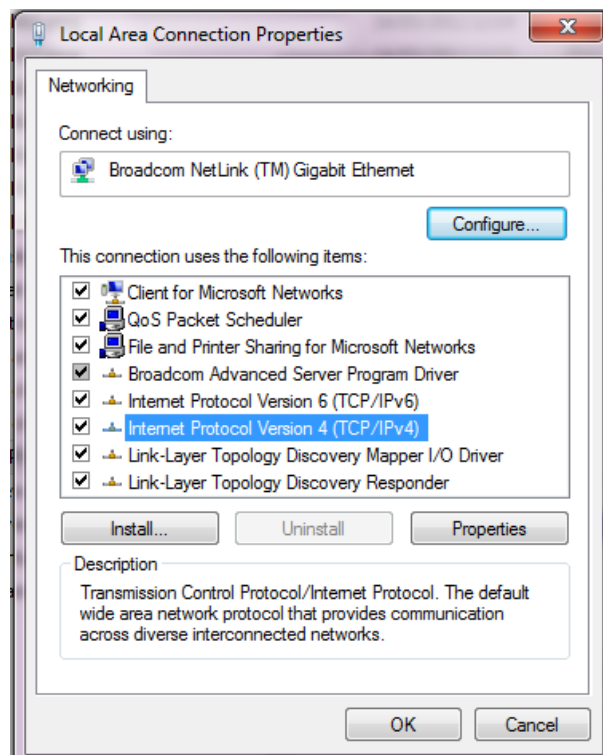 Local Area Connection Properties
Networking
Connect using:
Broadcom NetLink (TM) Gigabit Ethernet
Configure...
This connection uses the following items:
Client for Microsoft Networks
QoS Packet Scheduler
File and Printer Sharing for Microsoft Networks
Broadcom Advanced Server Program Driver
Internet Protocol Version 6 (TCP/IPv6)
Internet Protocol Version 4 (TCP/IPv4)
Link-Layer Topology Discovery Mapper I/O Driver
Link-Layer Topology Discovery Responder
Install... Uninstall Properties
Description
Transmission Control Protocol/Internet Protocol. The default
wide area network protocol that provides communication
across diverse interconnected networks.
OK Cancel